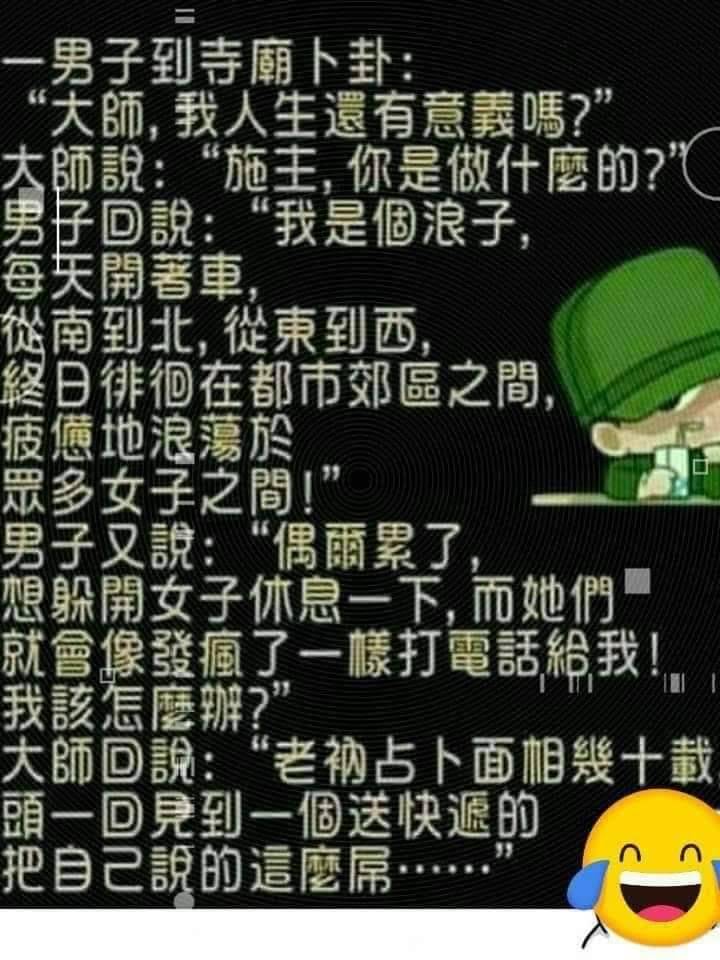 一男子到寺廟卜卦：
“大師，我人生還有意義嗎？”
大師說：“施主，你是做什麼的？”
男子回說：“我是個浪子，
每天開著車，
從南到北，從東到西，
終日徘徊在都市郊區之間，
疲憊地浪蕩於
眾多女子之間！”
男子又說：“偶爾累了，
想躲開女子休息一下，而她們
就會像發瘋了一樣打電話給我！
我該怎麼辦？”
大師回說：“老衲占卜面相幾十載
頭一回見到一個送快遞的
把自己說的這麼屌……”